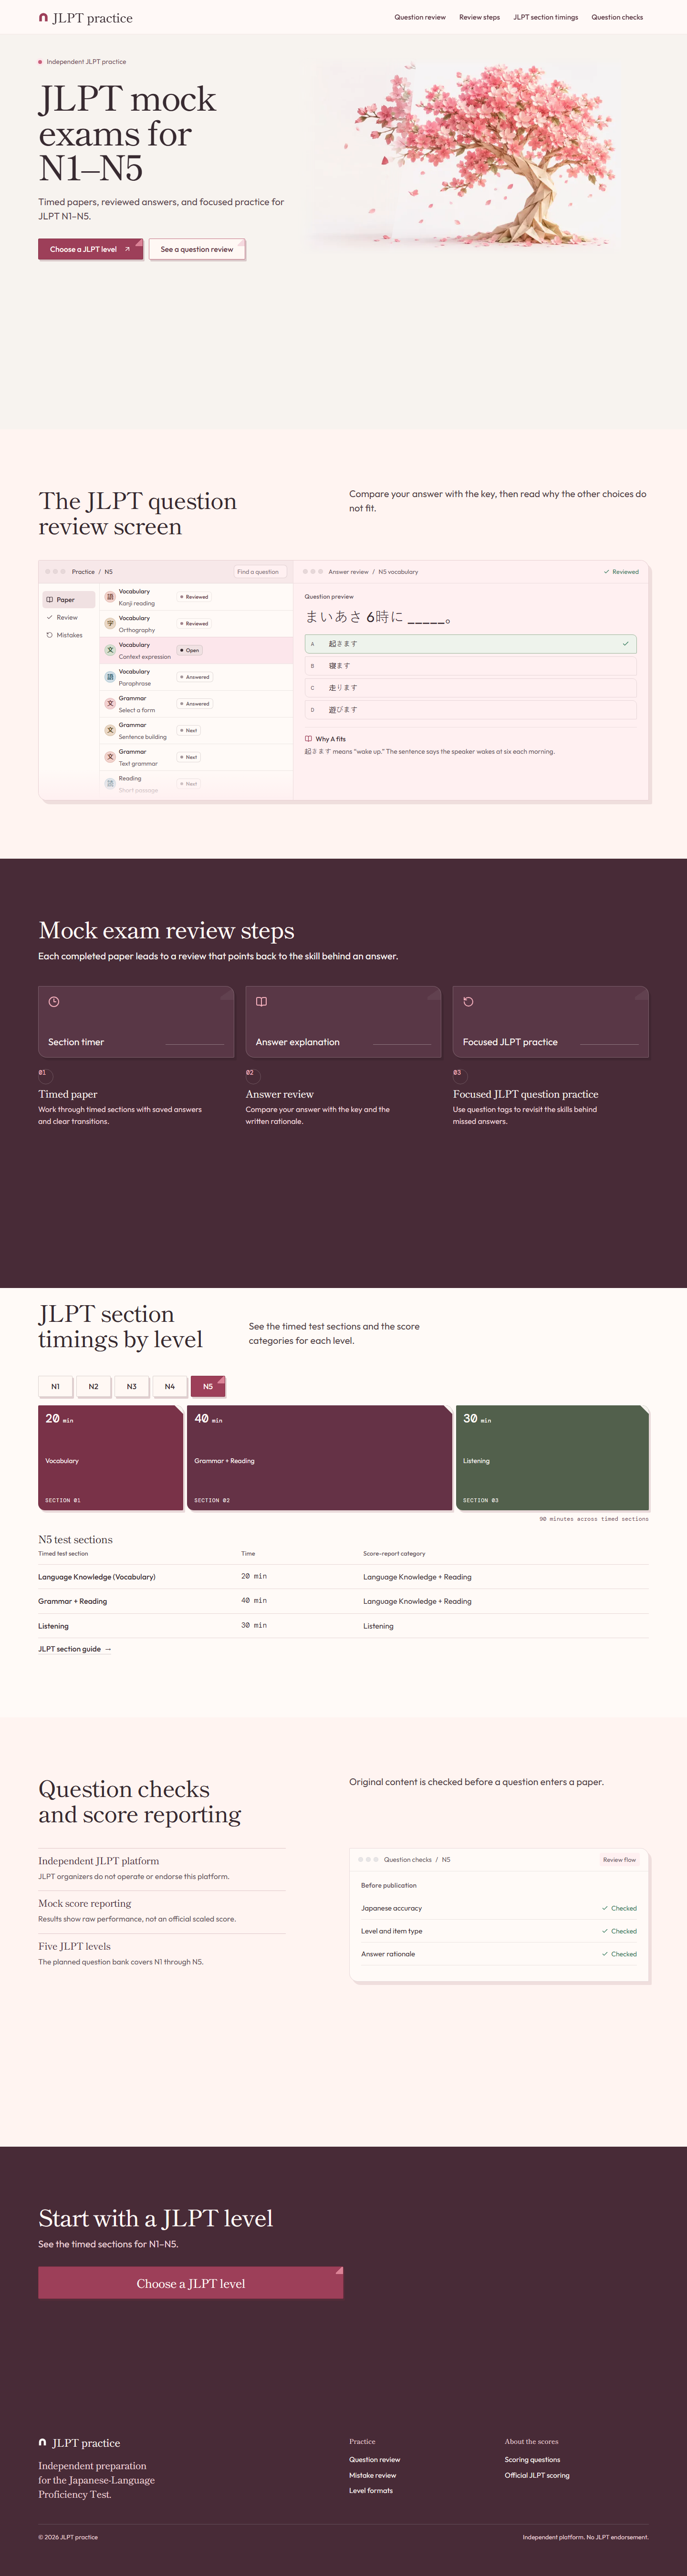 JLPT practice
Question review
Review steps
JLPT section timings
Question checks
Independent JLPT practice
JLPT mock
exams for
N1–N5
Timed papers, reviewed answers, and focused practice for
JLPT N1–N5.
Choose a JLPT level ↗
See a question review
The JLPT question
review screen
Compare your answer with the key, then read why the other choices do
not fit.
Practice / N5
Find a question
Paper
Review
Mistakes
語 Vocabulary
Kanji reading
Reviewed
字 Vocabulary
Orthography
Reviewed
文 Vocabulary
Context expression
Open
語 Vocabulary
Paraphrase
Answered
文 Grammar
Select a form
Answered
文 Grammar
Sentence building
Next
文 Grammar
Text grammar
Next
Reading
Short passage
Next
Answer review / N5 vocabulary
Reviewed
Question preview
まいあさ 6時に _____。
A 起きます
B 寝ます
C 走ります
D 遊びます
Why A fits
起きます means “wake up.” The sentence says the speaker wakes at six each morning.
Mock exam review steps
Each completed paper leads to a review that points back to the skill behind an answer.
Section timer
01
Timed paper
Work through timed sections with saved answers
and clear transitions.
Answer explanation
02
Answer review
Compare your answer with the key and the
written rationale.
Focused JLPT practice
03
Focused JLPT question practice
Use question tags to revisit the skills behind
missed answers.
JLPT section
timings by level
See the timed test sections and the score
categories for each level.
N1
N2
N3
N4
N5
20 min
Vocabulary
SECTION 01
40 min
Grammar + Reading
SECTION 02
30 min
Listening
SECTION 03
90 minutes across timed sections
N5 test sections
Timed test section Time Score-report category
Language Knowledge (Vocabulary) 20 min Language Knowledge + Reading
Grammar + Reading 40 min Language Knowledge + Reading
Listening 30 min Listening
JLPT section guide →
Question checks
and score reporting
Original content is checked before a question enters a paper.
Independent JLPT platform
JLPT organizers do not operate or endorse this platform.
Mock score reporting
Results show raw performance, not an official scaled score.
Five JLPT levels
The planned question bank covers N1 through N5.
Question checks / N5
Review flow
Before publication
Japanese accuracy
Checked
Level and item type
Checked
Answer rationale
Checked
Start with a JLPT level
See the timed sections for N1–N5.
Choose a JLPT level
JLPT practice
Independent preparation
for the Japanese-Language
Proficiency Test.
Practice
Question review
Mistake review
Level formats
About the scores
Scoring questions
Official JLPT scoring
© 2026 JLPT practice
Independent platform. No JLPT endorsement.